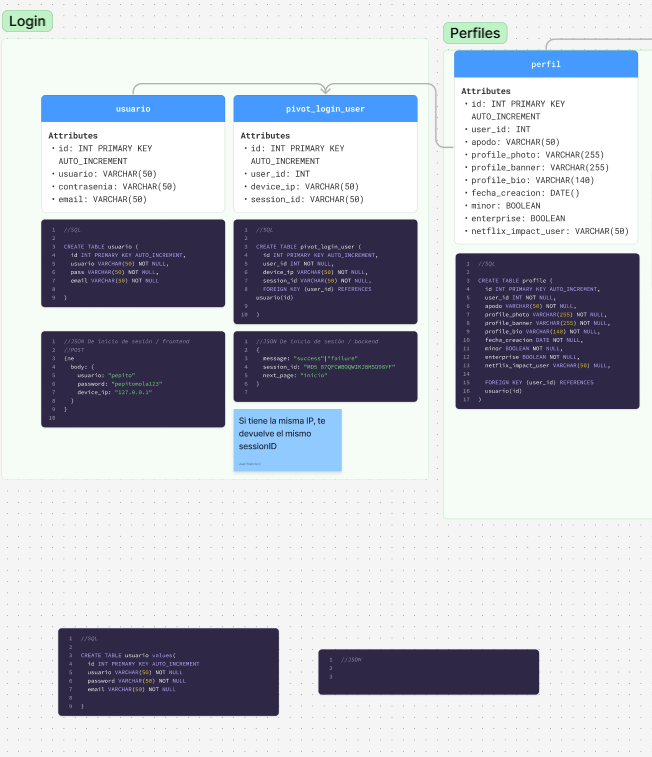 Login
usuario
Attributes
• id: INT PRIMARY KEY
AUTO_INCREMENT
• usuario: VARCHAR(50)
• contrasenia: VARCHAR(50)
• email: VARCHAR(50)
1 //SQL
2
3 CREATE TABLE usuario (
4 id INT PRIMARY KEY AUTO_INCREMENT,
5 usuario VARCHAR(50) NOT NULL,
6 pass VARCHAR(50) NOT NULL,
7 email VARCHAR(50) NOT NULL
8
9 )
1 //JSON De inicio de sesión / frontend
2 //POST
3 {ne
4 body: {
5 usuario: "pepito"
6 password: "pepitomola123"
7 device_ip: "127.0.0.1"
8 }
9 }
10
pivot_login_user
Attributes
• id: INT PRIMARY KEY
AUTO_INCREMENT
• user_id: INT
• device_ip: VARCHAR(50)
• session_id: VARCHAR(50)
1 //SQL
2
3 CREATE TABLE pivot_login_user (
4 id INT PRIMARY KEY AUTO_INCREMENT,
5 user_id INT NOT NULL,
6 device_ip VARCHAR(50) NOT NULL,
7 session_id VARCHAR(50) NOT NULL,
8 FOREIGN KEY (user_id) REFERENCES
usuario(id)
9
10 )
1 //JSON De inicio de sesión / backend
2 {
3 message: "success"|"failure"
4 session_id:
5 next_page: "inicio"
6 }
7
Si tiene la misma IP, te
devuelve el mismo
sessionID
Perfiles
perfil
Attributes
• id: INT PRIMARY KEY
AUTO_INCREMENT
• user_id: INT
• apodo: VARCHAR(50)
• profile_photo: VARCHAR(255)
• profile_banner: VARCHAR(255)
• profile_bio: VARCHAR(140)
• fecha_creacion: DATE()
• minor: BOOLEAN
• enterprise: BOOLEAN
• netflix_impact_user: VARCHAR(50)
1 //SQL
2
3 CREATE TABLE profile (
4 id INT PRIMARY KEY AUTO_INCREMENT,
5 user_id INT NOT NULL,
6 apodo VARCHAR(50) NOT NULL,
7 profile_photo VARCHAR(255) NOT NULL,
8 profile_banner VARCHAR(255) NOT NULL,
9 profile_bio VARCHAR(140) NOT NULL,
10 fecha_creacion DATE NOT NULL,
11 minor BOOLEAN NOT NULL,
12 enterprise BOOLEAN NOT NULL,
13 netflix_impact_user VARCHAR(50) NULL,
14
15 FOREIGN KEY (user_id) REFERENCES
16 usuario(id)
17 )
1 //SQL
2
3 CREATE TABLE usuario values(
4 id INT PRIMARY KEY AUTO_INCREMENT
5 usuario VARCHAR(50) NOT NULL
6 password VARCHAR(50) NOT NULL
7 email VARCHAR(50) NOT NULL
8
9 )
1 //JSON
2
3